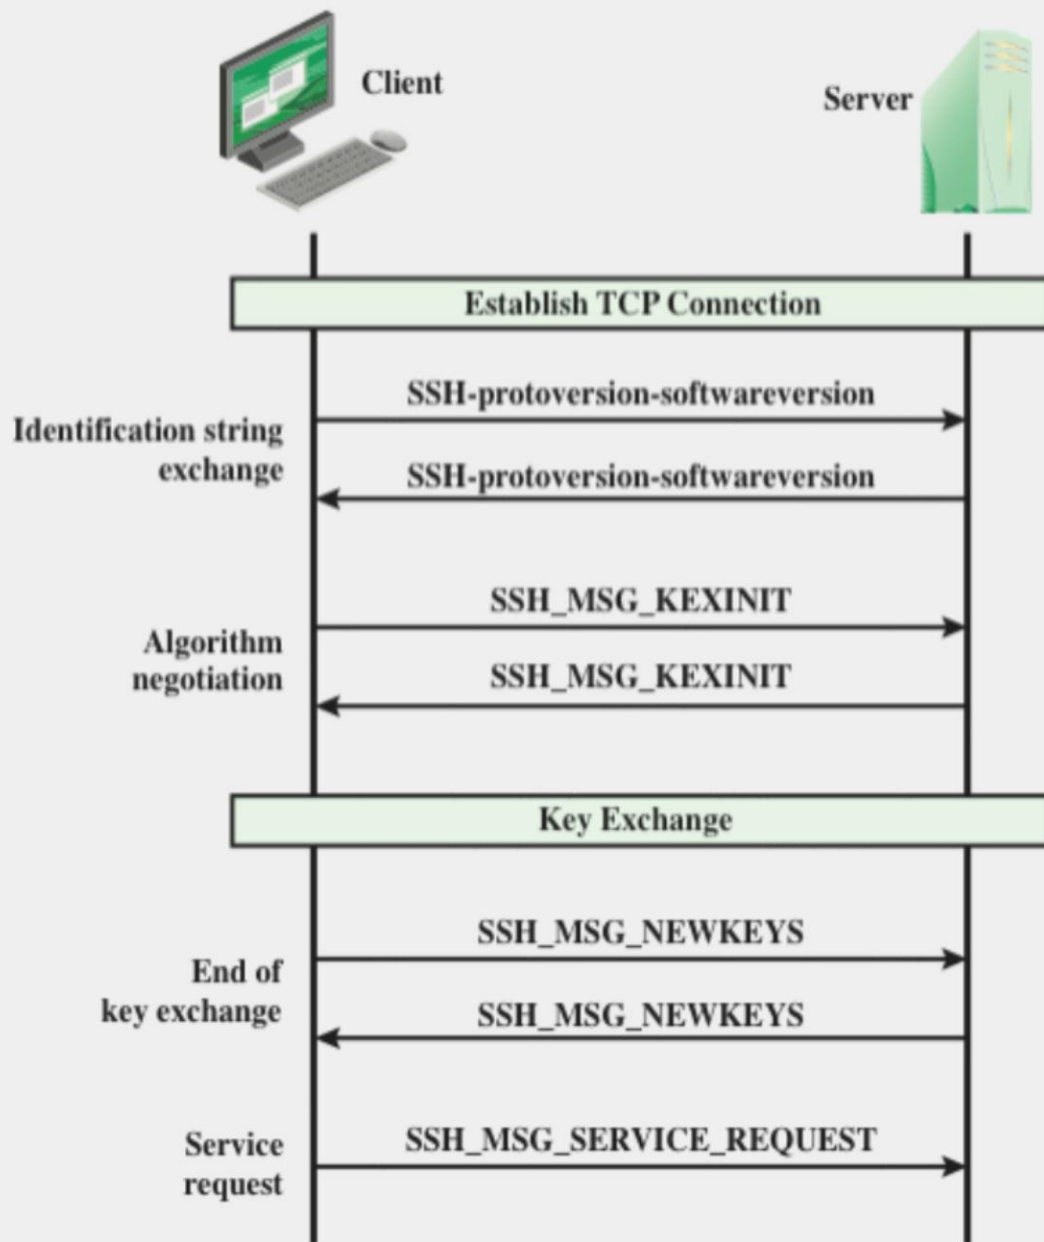 Client
Server
Establish TCP Connection
SSH-protoversion-softwareversion
Identification string
exchange
SSH-protoversion-softwareversion
SSH_MSG_KEXINIT
Algorithm
negotiation
SSH_MSG_KEXINIT
Key Exchange
SSH_MSG_NEWKEYS
End of
key exchange
SSH_MSG_NEWKEYS
Service
request
SSH_MSG_SERVICE_REQUEST